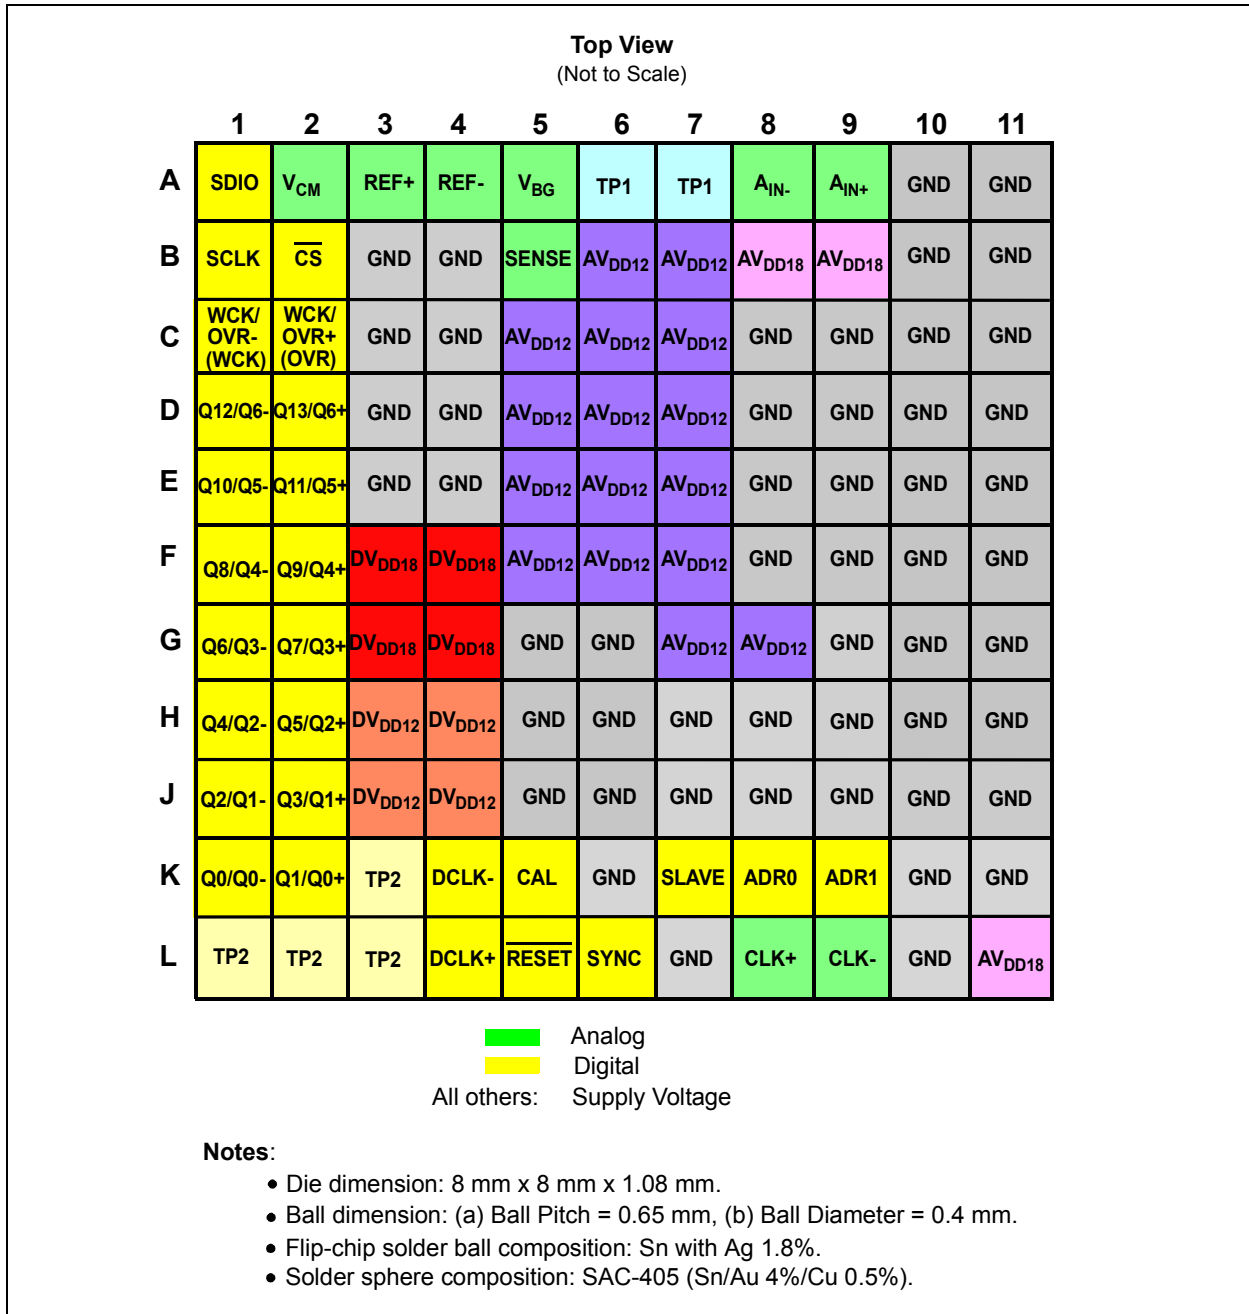 Top View
(Not to Scale)
1 2 3 4 5 6 7 8 9 10 11
A SDIO VCM REF+ REF- VBG TP1 TP1 AIN- AIN+ GND GND
B SCLK C̅S̅ GND GND SENSE AVDD12 AVDD12 AVDD18 AVDD18 GND GND
C WCK/OVR-(WCK) WCK/OVR+(OVR) GND GND AVDD12 AVDD12 AVDD12 GND GND GND GND
D Q12/Q6- Q13/Q6+ GND GND AVDD12 AVDD12 AVDD12 GND GND GND GND
E Q10/Q5- Q11/Q5+ GND GND AVDD12 AVDD12 AVDD12 GND GND GND GND
F Q8/Q4- Q9/Q4+ DVDD18 DVDD18 AVDD12 AVDD12 AVDD12 GND GND GND GND
G Q6/Q3- Q7/Q3+ DVDD18 DVDD18 GND GND AVDD12 AVDD12 GND GND GND
H Q4/Q2- Q5/Q2+ DVDD12 DVDD12 GND GND GND GND GND GND GND
J Q2/Q1- Q3/Q1+ DVDD12 DVDD12 GND GND GND GND GND GND GND
K Q0/Q0- Q1/Q0+ TP2 DCLK- CAL GND SLAVE ADR0 ADR1 GND GND
L TP2 TP2 TP2 DCLK+ R̅E̅S̅E̅T̅ SYNC GND CLK+ CLK- GND AVDD18
Analog
Digital
All others: Supply Voltage
Notes:
• Die dimension: 8 mm x 8 mm x 1.08 mm.
• Ball dimension: (a) Ball Pitch = 0.65 mm, (b) Ball Diameter = 0.4 mm.
• Flip-chip solder ball composition: Sn with Ag 1.8%.
• Solder sphere composition: SAC-405 (Sn/Au 4%/Cu 0.5%).